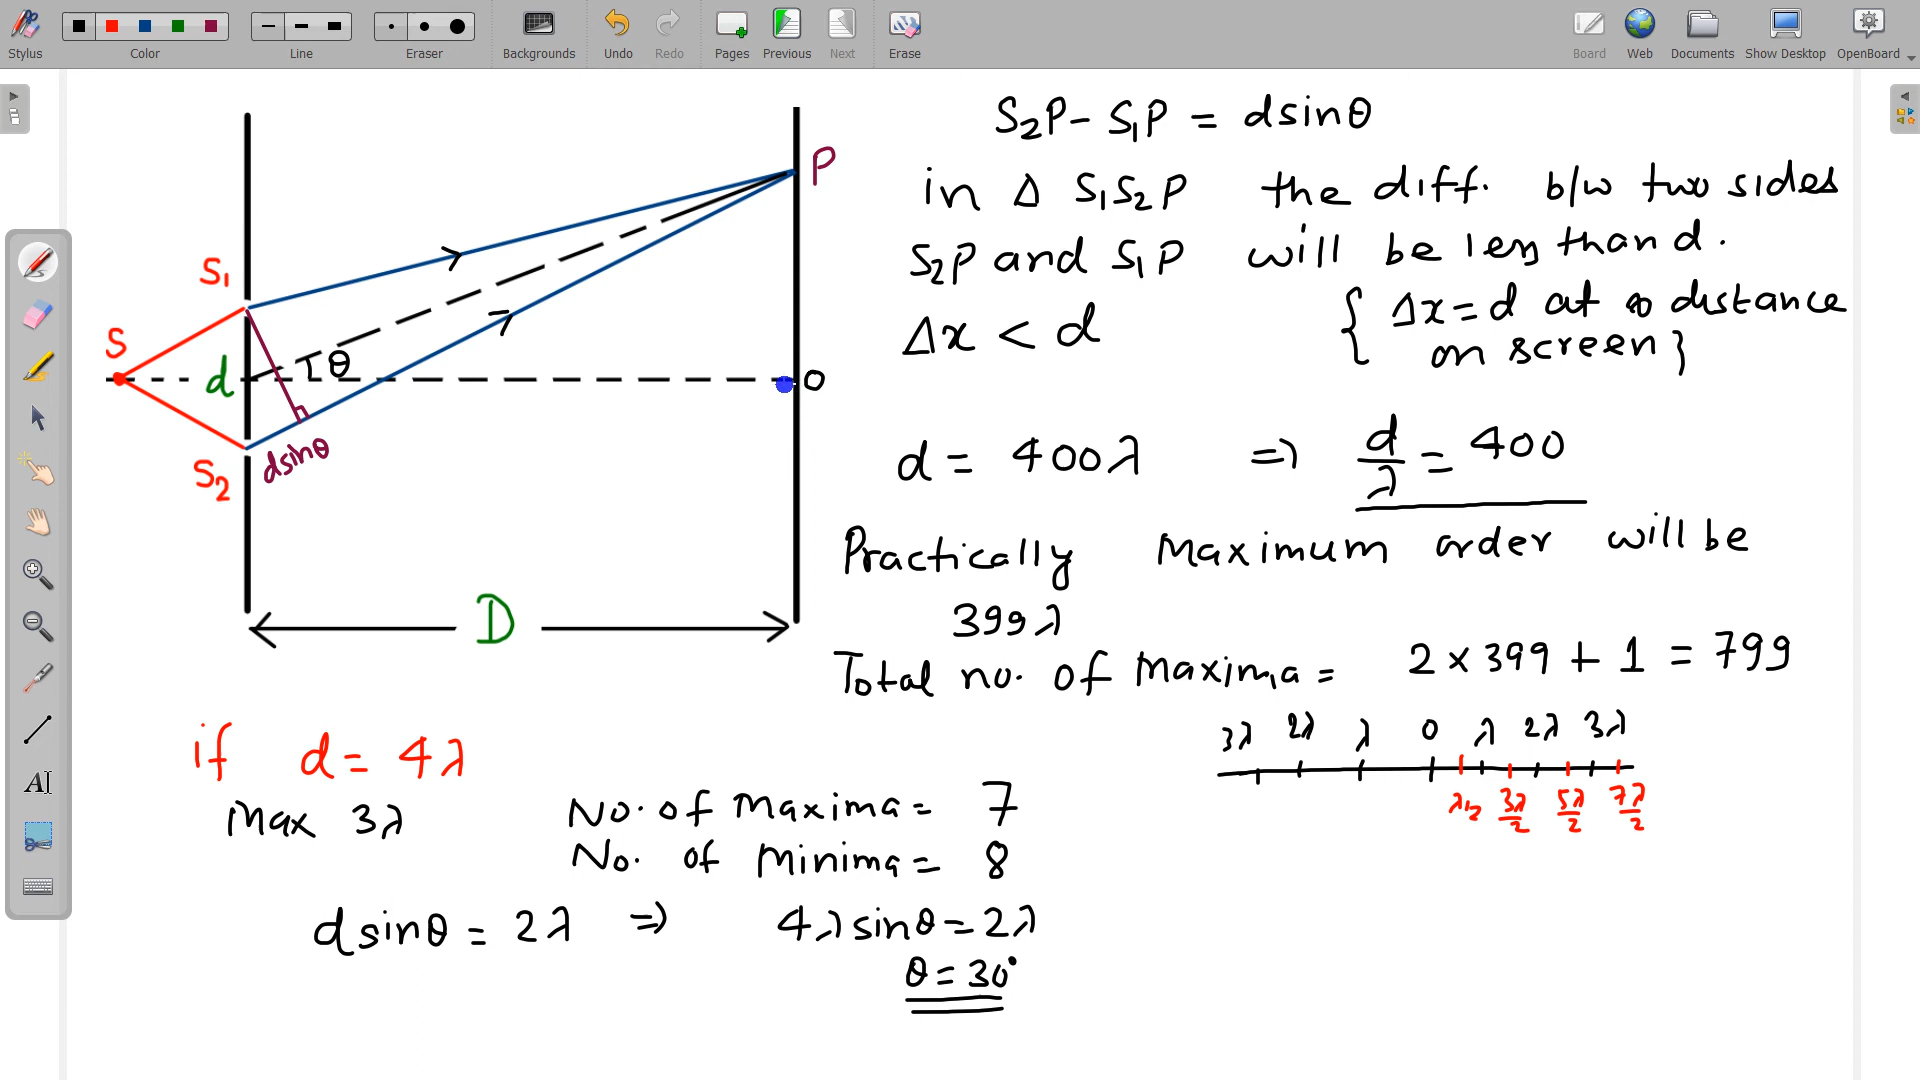 Stylus Color Line Eraser Backgrounds Undo Redo Pages Previous Next Erase Board Web Documents Show Desktop OpenBoard
S₂P - S₁P = dsinθ
in Δ S₁S₂P the diff. b/w two sides
S₂P and S₁P will be less than d.
Δx < d { Δx = d at ∞ distance
on screen }
d = 400λ ⇒ d/λ = 400
Practically Maximum order will be
399λ
Total no. of Maxima = 2 × 399 + 1 = 799
3λ 2λ λ 0 λ 2λ 3λ
λ/2 3λ/2 5λ/2 7λ/2
P
S₁
S
θ
d
O
S₂
dsinθ
D
if d = 4λ
Max 3λ
No. of Maxima = 7
No. of Minima = 8
dsinθ = 2λ ⇒ 4λ sinθ = 2λ
θ = 30°
AI